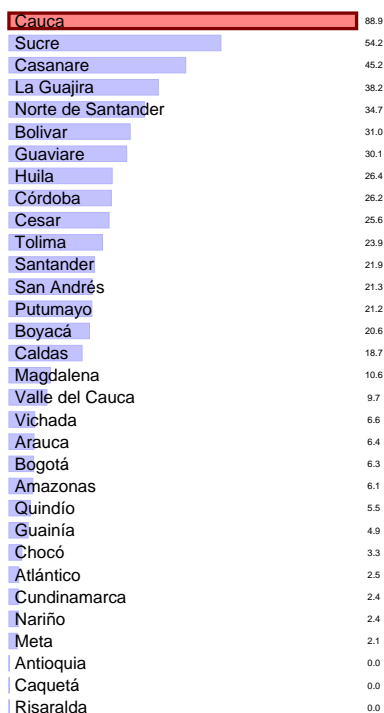 Cauca 88.9
Sucre 54.2
Casanare 45.2
La Guajira 38.2
Norte de Santander 34.7
Bolivar 31.0
Guaviare 30.1
Huila 26.4
Córdoba 26.2
Cesar 25.6
Tolima 23.9
Santander 21.9
San Andrés 21.3
Putumayo 21.2
Boyacá 20.6
Caldas 18.7
Magdalena 10.6
Valle del Cauca 9.7
Vichada 6.6
Arauca 6.4
Bogotá 6.3
Amazonas 6.1
Quindío 5.5
Guainía 4.9
Chocó 3.3
Atlántico 2.5
Cundinamarca 2.4
Nariño 2.4
Meta 2.1
Antioquia 0.0
Caquetá 0.0
Risaralda 0.0